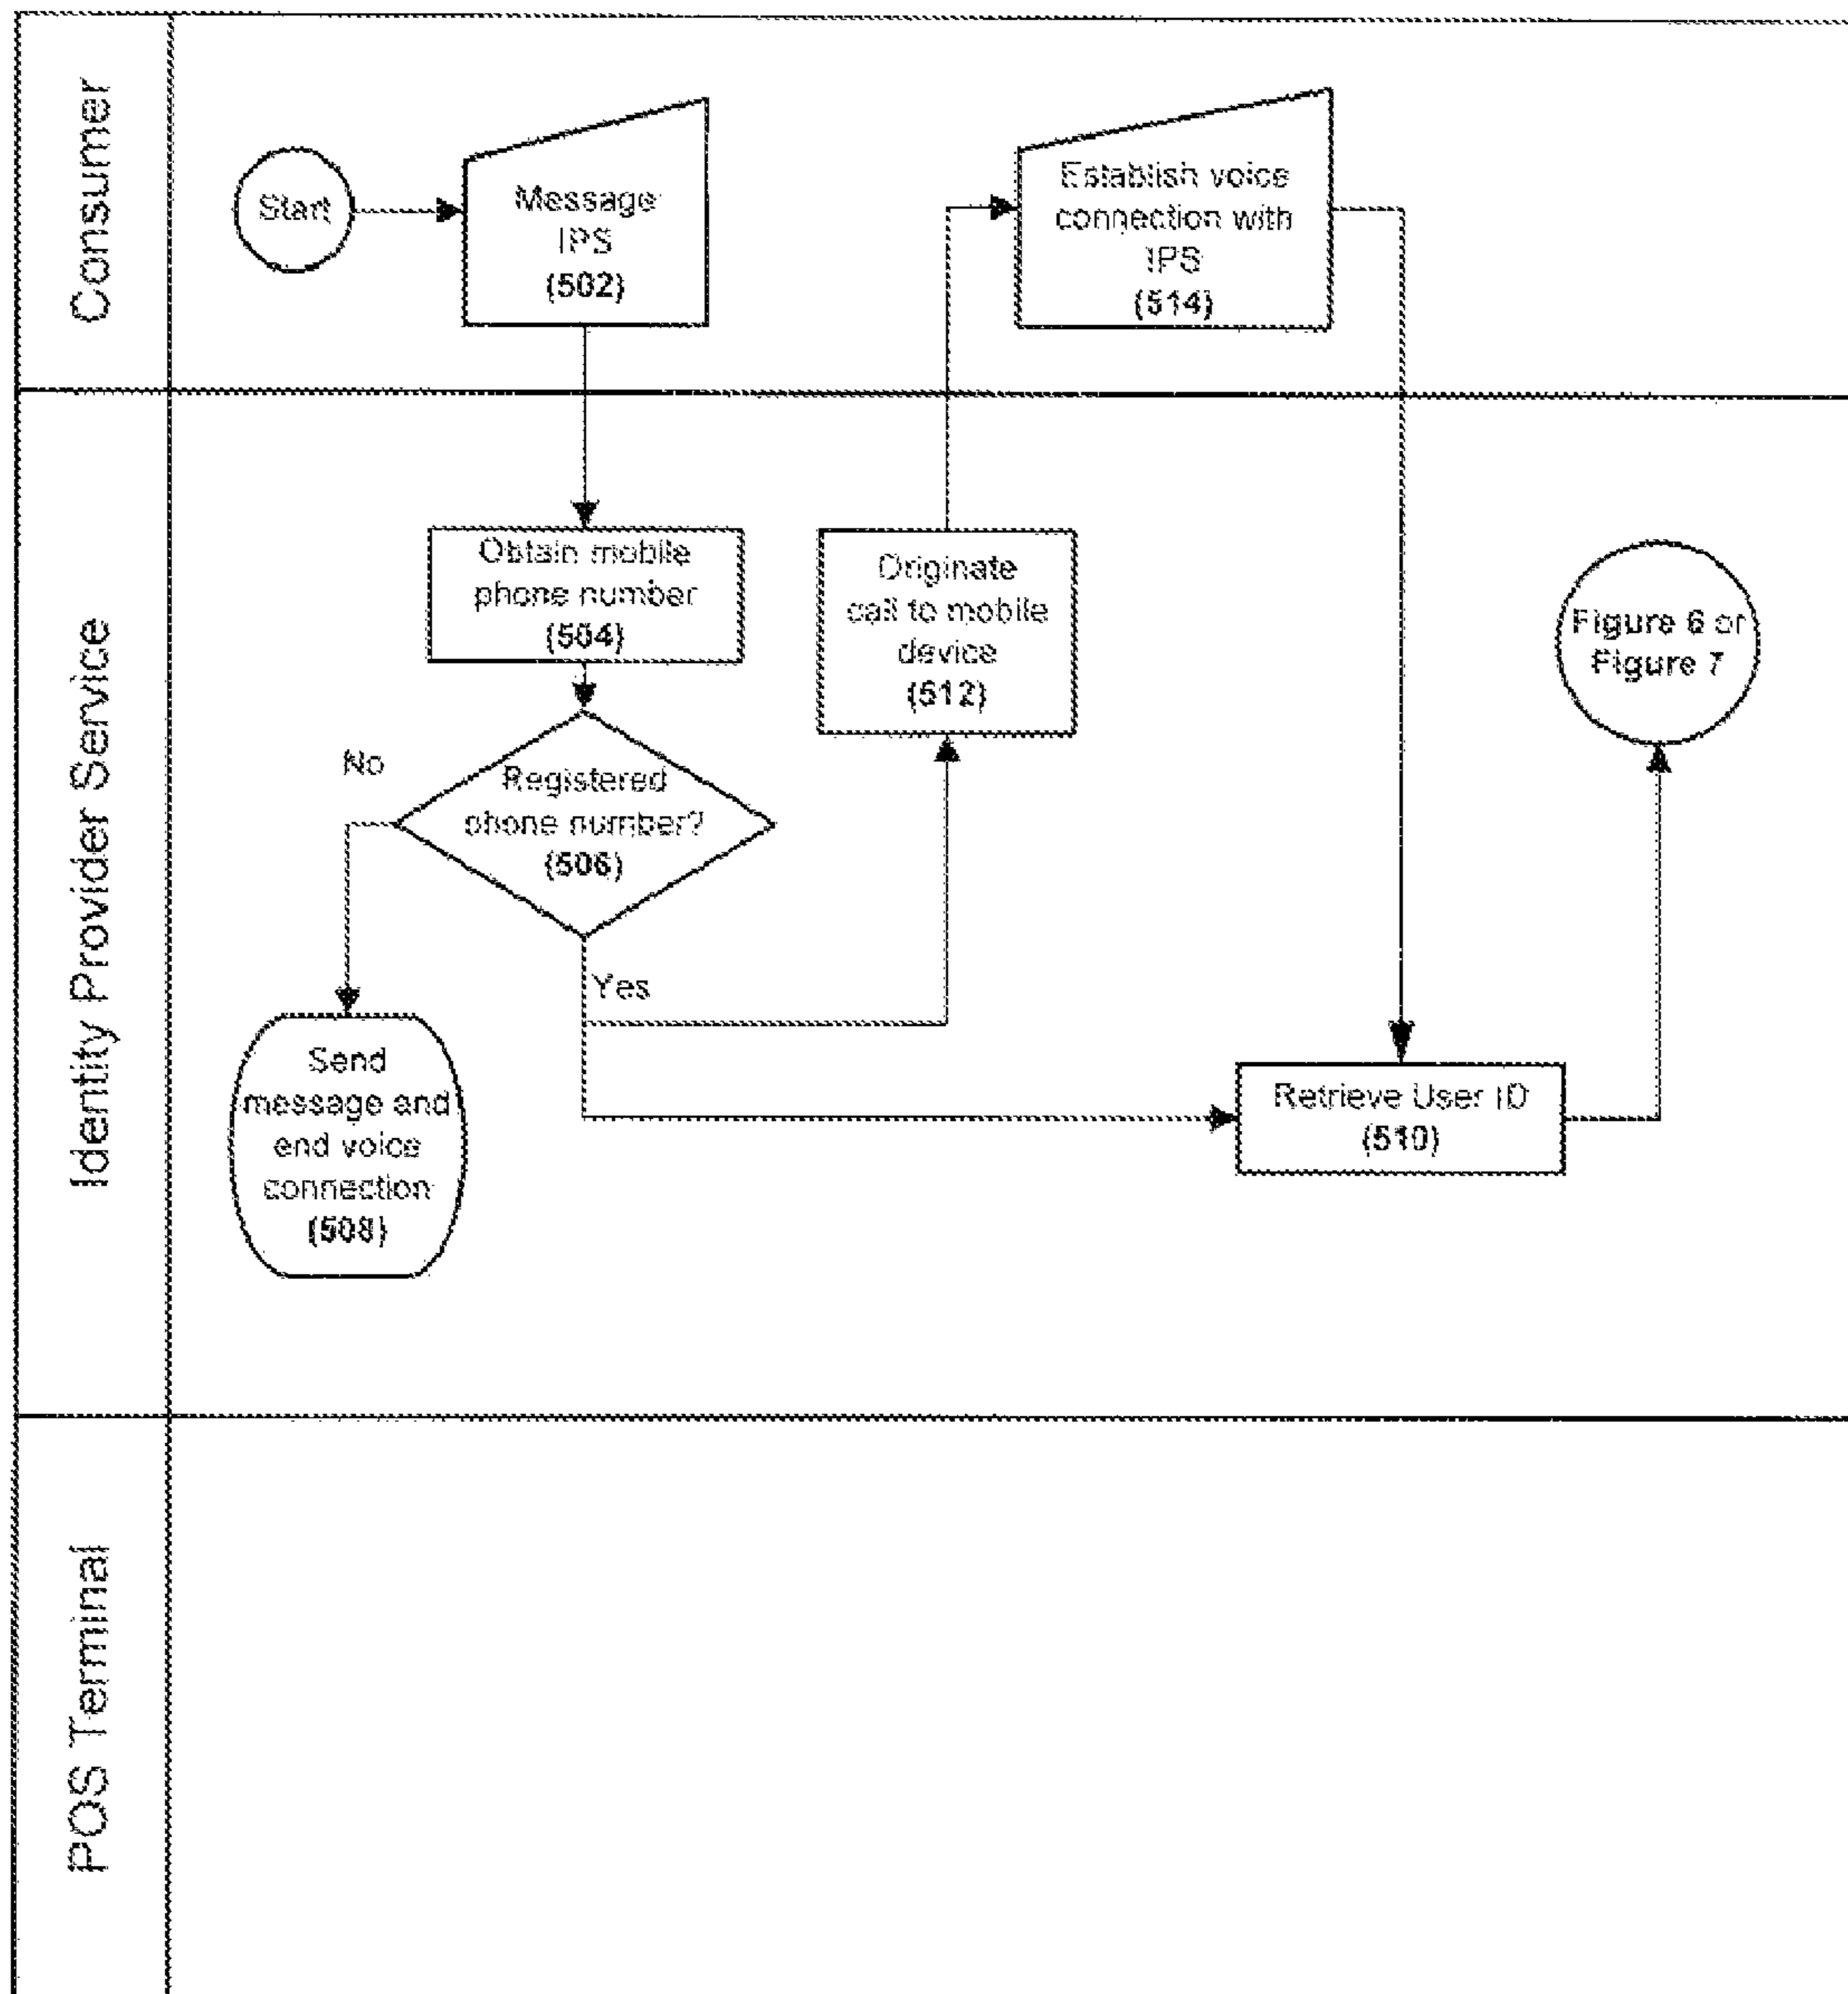 Consumer
Start
Message
IPS
(502)
Establish voice
connection with
IPS
(514)
Identity Provider Service
Obtain mobile
phone number
(504)
Originate
call to mobile
device
(512)
Figure 6 or
Figure 7
No
Registered
phone number?
(506)
Yes
Send
message and
end voice
connection
(508)
Retrieve User ID
(510)
POS Terminal